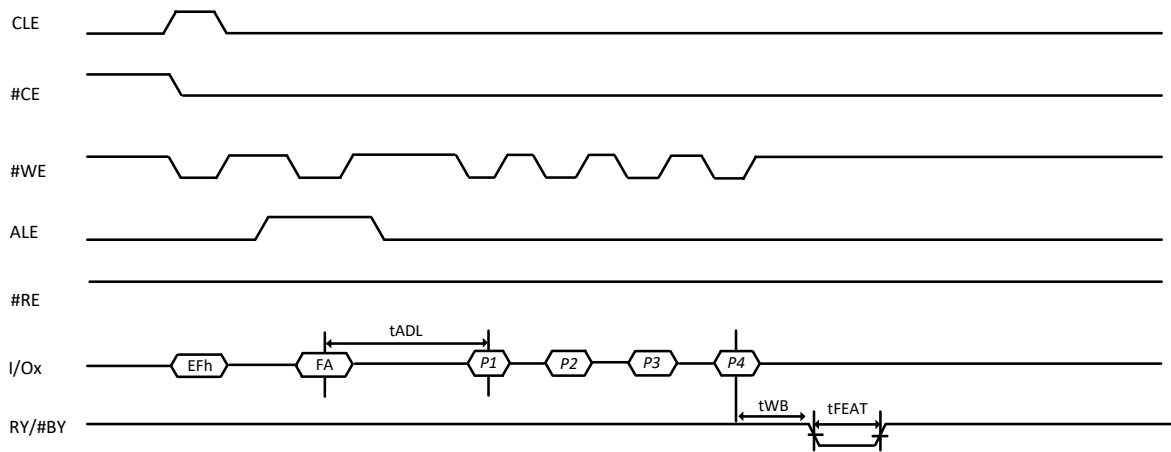 CLE
#CE
#WE
ALE
#RE
tADL
I/Ox EFh FA P1 P2 P3 P4
tWB tFEAT
RY/#BY